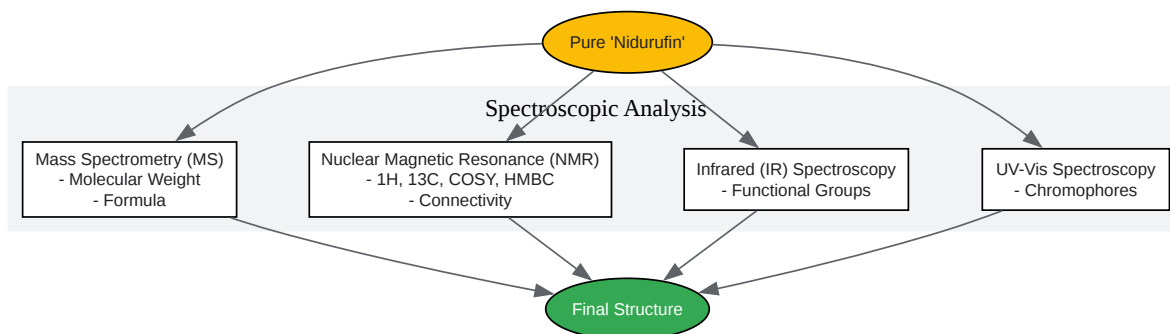 Pure 'Nidurufin'
Spectroscopic Analysis
Mass Spectrometry (MS)
- Molecular Weight
- Formula
Nuclear Magnetic Resonance (NMR)
- 1H, 13C, COSY, HMBC
- Connectivity
Infrared (IR) Spectroscopy
- Functional Groups
UV-Vis Spectroscopy
- Chromophores
Final Structure